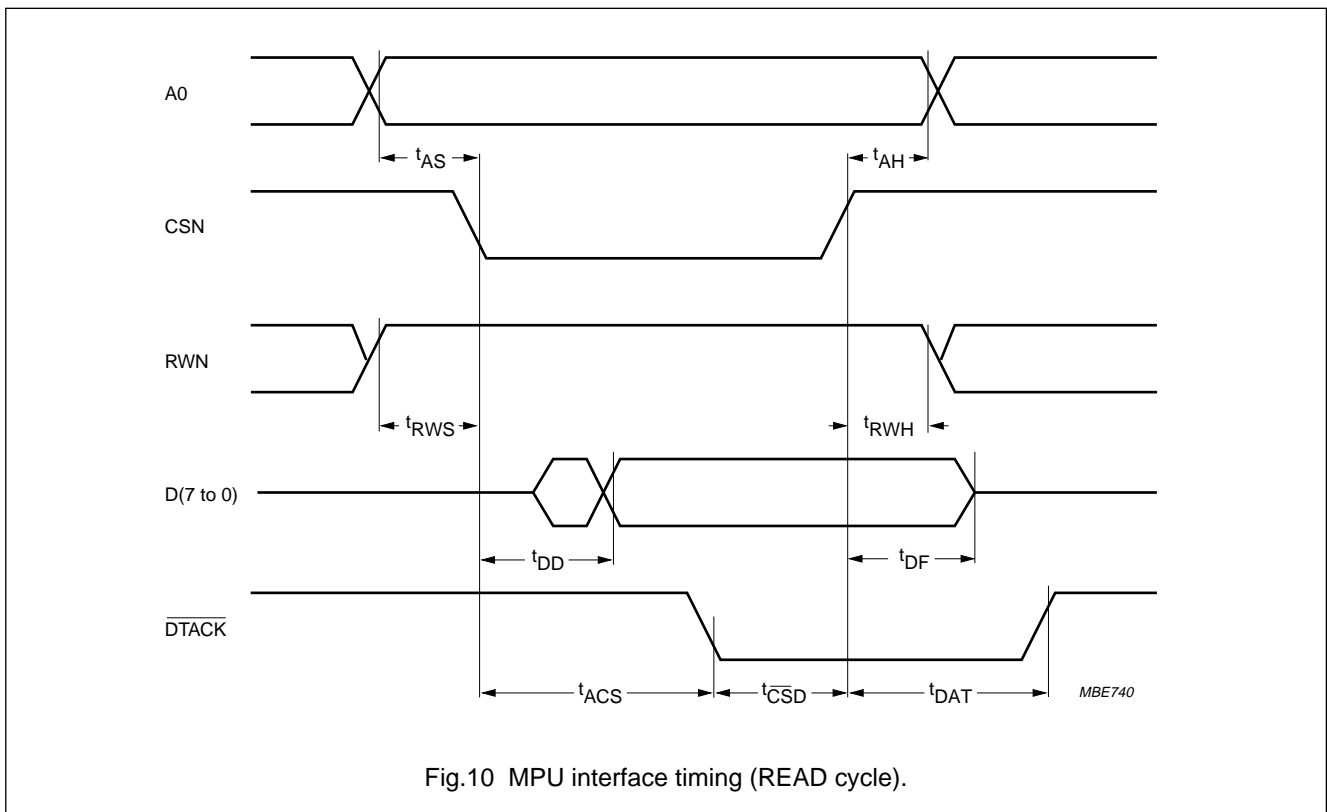 A0
tAS
tAH
CSN
RWN
tRWS
tRWH
D(7 to 0)
tDD
tDF
DTACK
tACS
tCSD
tDAT
MBE740
Fig.10 MPU interface timing (READ cycle).